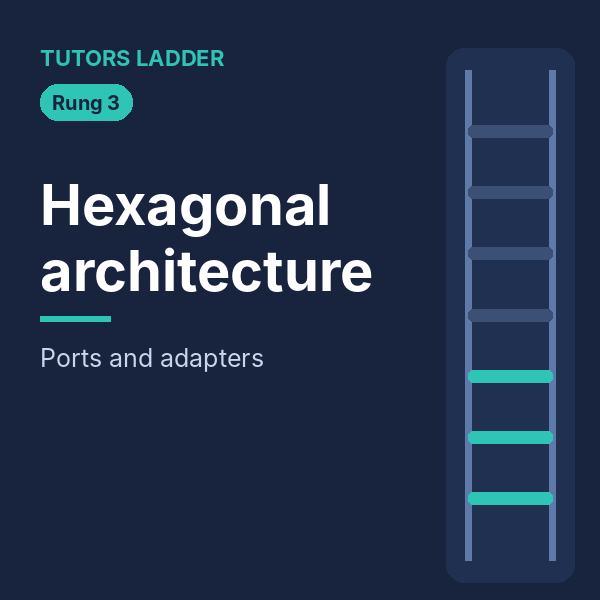 TUTORS LADDER
Rung 3
Hexagonal
architecture
Ports and adapters